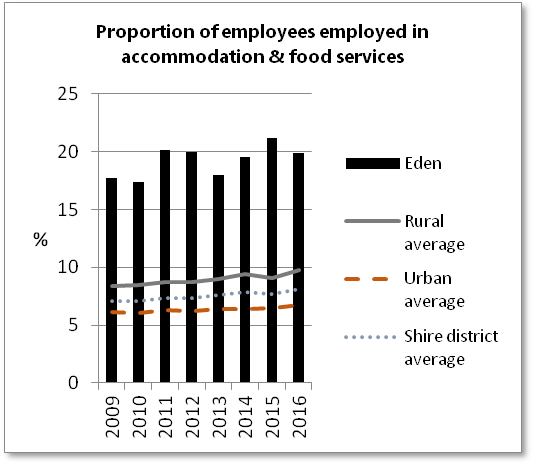 Proportion of employees employed in
accommodation & food services
25
20
15
10
5
0
%
2009
2010
2011
2012
2013
2014
2015
2016
Eden
Rural
average
Urban
average
Shire district
average